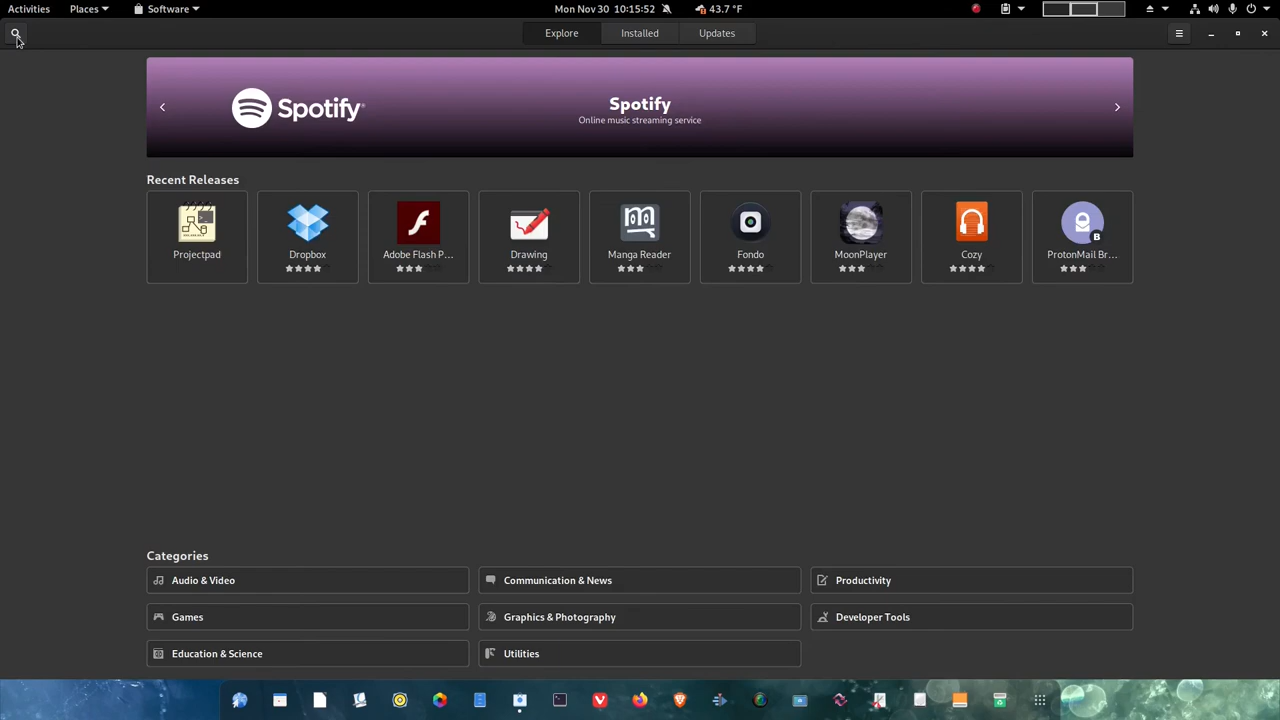 Activities Places Software Mon Nov 30 10:15:52 43.7 °F
Explore Installed Updates
Spotify Spotify
Online music streaming service
Recent Releases
Projectpad Dropbox Adobe Flash P... Drawing Manga Reader Fondo MoonPlayer Cozy ProtonMail Br...
Categories
Audio & Video Communication & News Productivity
Games Graphics & Photography Developer Tools
Education & Science Utilities